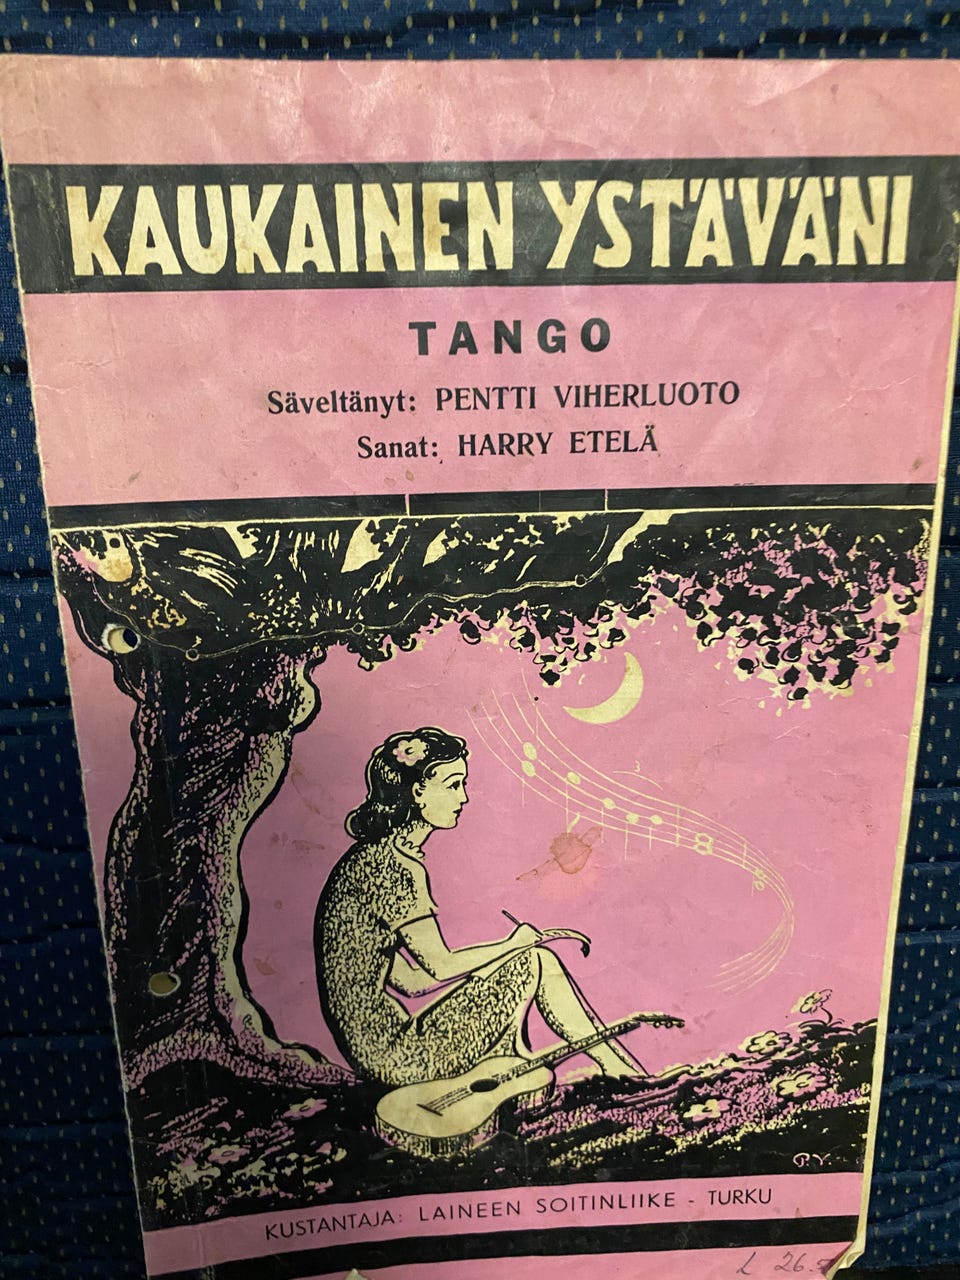 KAUKAINEN YSTÄVÄNI
TANGO
Säveltänyt: PENTTI VIHERLUOTO
Sanat: HARRY ETELÄ
P.Y.
KUSTANTAJA: LAINEEN SOITINLIIKE - TURKU